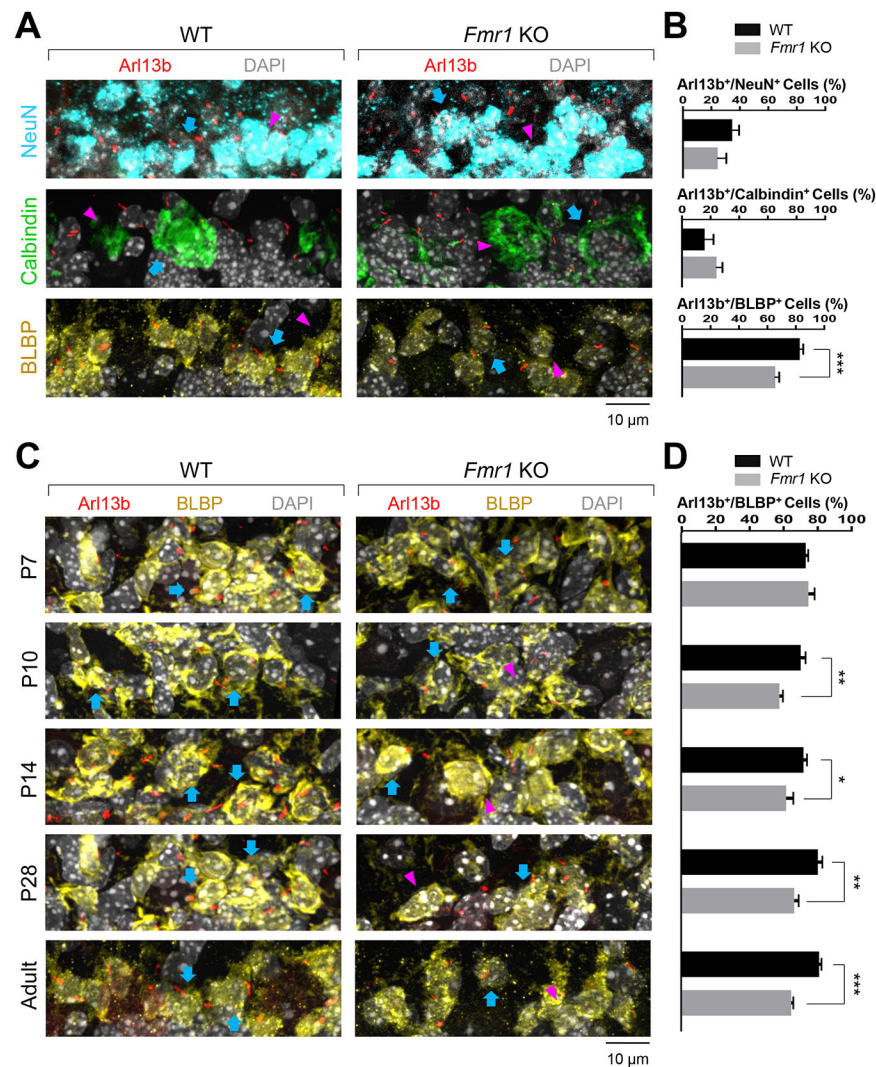 A
WT
Fmr1 KO
Arl13b DAPI
Arl13b DAPI
NeuN
Calbindin
BLBP
10 µm
B
WT
Fmr1 KO
Arl13b+/NeuN+ Cells (%)
0 20 40 60 80 100
Arl13b+/Calbindin+ Cells (%)
0 20 40 60 80 100
Arl13b+/BLBP+ Cells (%)
0 20 40 60 80 100
***
C
WT
Fmr1 KO
Arl13b BLBP DAPI
Arl13b BLBP DAPI
P7
P10
P14
P28
Adult
10 µm
D
WT
Fmr1 KO
Arl13b+/BLBP+ Cells (%)
0 20 40 60 80 100
**
*
**
***